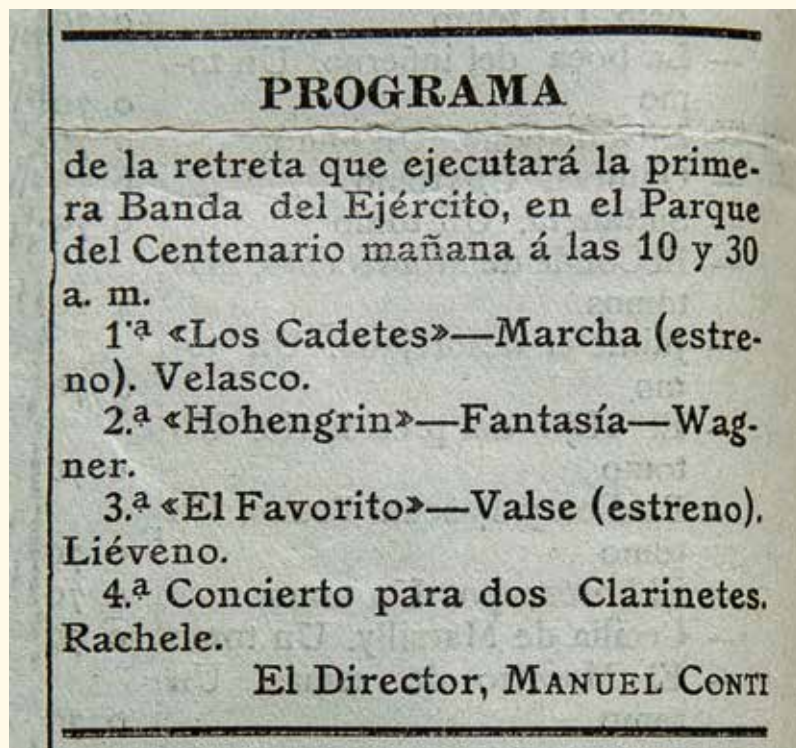 PROGRAMA
de la retreta que ejecutará la prime-
ra Banda del Ejército, en el Parque
del Centenario mañana á las 10 y 30
a. m.
1.ª «Los Cadetes»—Marcha (estre-
no). Velasco.
2.ª «Hohengrin»—Fantasía—Wag-
ner.
3.ª «El Favorito»—Valse (estreno).
Liéveno.
4.ª Concierto para dos Clarinetes.
Rachele.
El Director, MANUEL CONTI